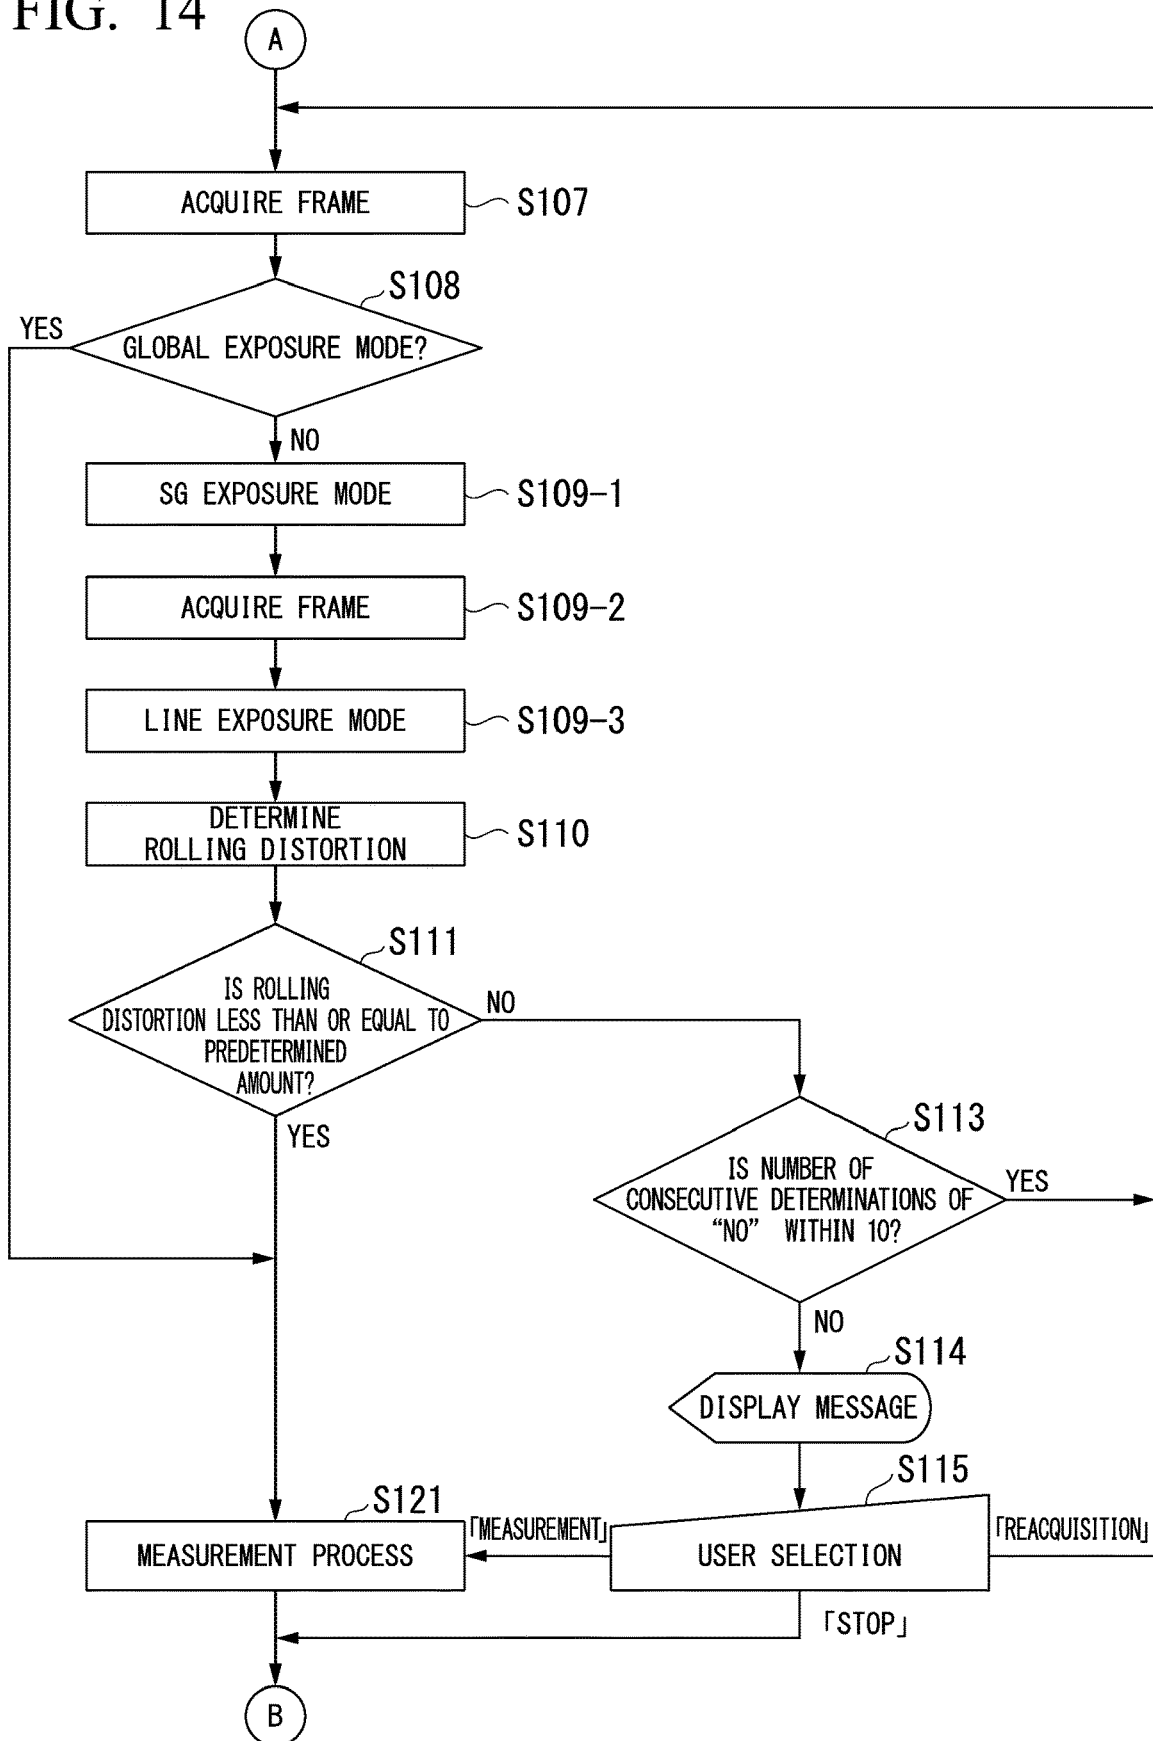 FIG. 14
A
ACQUIRE FRAME
S107
S108
YES
GLOBAL EXPOSURE MODE?
NO
SG EXPOSURE MODE
S109-1
ACQUIRE FRAME
S109-2
LINE EXPOSURE MODE
S109-3
DETERMINE
ROLLING DISTORTION
S110
S111
IS ROLLING
DISTORTION LESS THAN OR EQUAL TO
PREDETERMINED
AMOUNT?
NO
YES
S113
IS NUMBER OF
CONSECUTIVE DETERMINATIONS OF
“NO” WITHIN 10?
YES
NO
S114
DISPLAY MESSAGE
S115
USER SELECTION
「MEASUREMENT」
「REACQUISITION」
「STOP」
S121
MEASUREMENT PROCESS
B